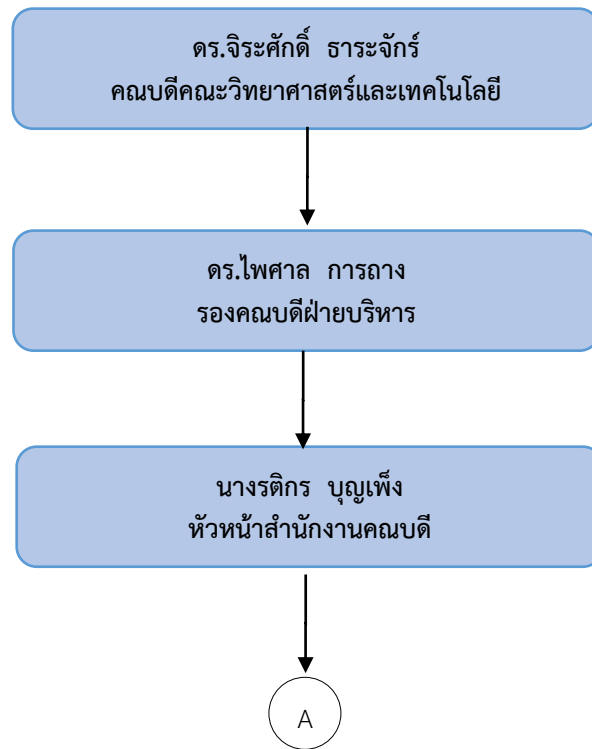 ดร.จิระศักดิ์ ธาระจักร์
คณบดีคณะวิทยาศาสตร์และเทคโนโลยี
ดร.ไพศาล การถาง
รองคณบดีฝ่ายบริหาร
นางรติกร บุญเพ็ง
หัวหน้าสำนักงานคณบดี
A